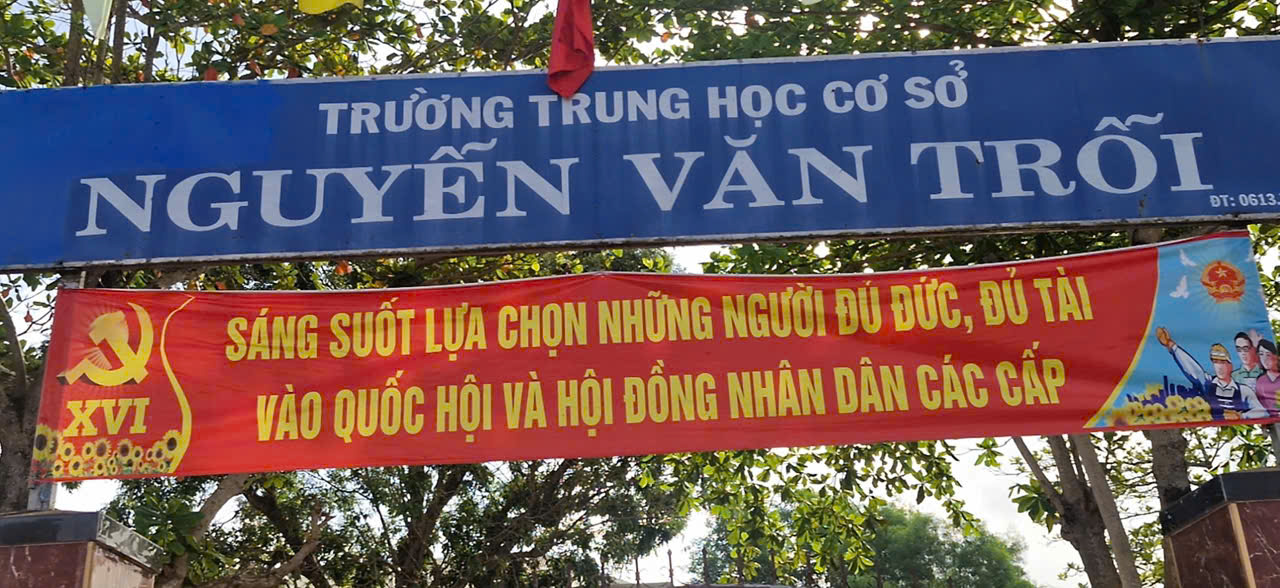 TRƯỜNG TRUNG HỌC CƠ SỞ
NGUYỄN VĂN TRỖI
ĐT: 0613.
SÁNG SUỐT LỰA CHỌN NHỮNG NGƯỜI ĐÚ ĐỨC, ĐỦ TÀI
VÀO QUỐC HỘI VÀ HỘI ĐỒNG NHÂN DÂN CÁC CẤP
XVI